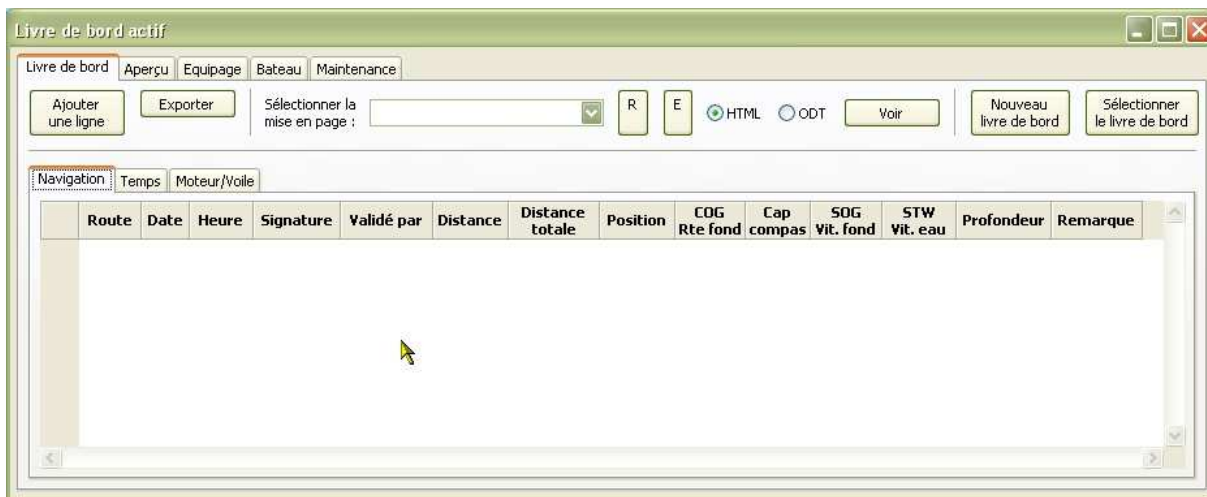 Livre de bord actif
Livre de bord Aperçu Equipage Bateau Maintenance
Ajouter
une ligne
Exporter
Sélectionner la
mise en page :
R
E
HTML
ODT
Voir
Nouveau
livre de bord
Sélectionner
le livre de bord
Navigation Temps Moteur/Voile
Route
Date
Heure
Signature
Validé par
Distance
Distance
totale
Position
COG
Rte fond
Cap
compas
SOG
Vit. fond
STW
Vit. eau
Profondeur
Remarque